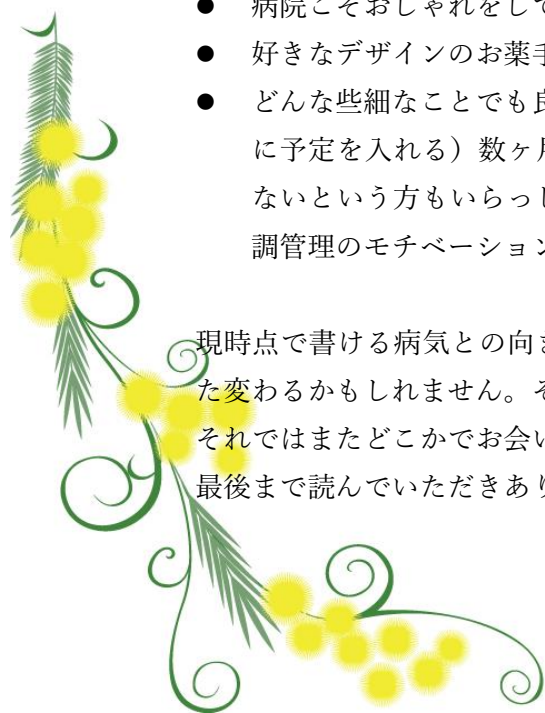 ● 病院こそおしゃれをして
● 好きなデザインのお薬手
● どんな些細なことでも良
に予定を入れる）数ヶ月
ないという方もいらっし
調管理のモチベーション
現時点で書ける病気との向き
た変わるかもしれません。そ
それではまたどこかでお会い
最後まで読んでいただきあり